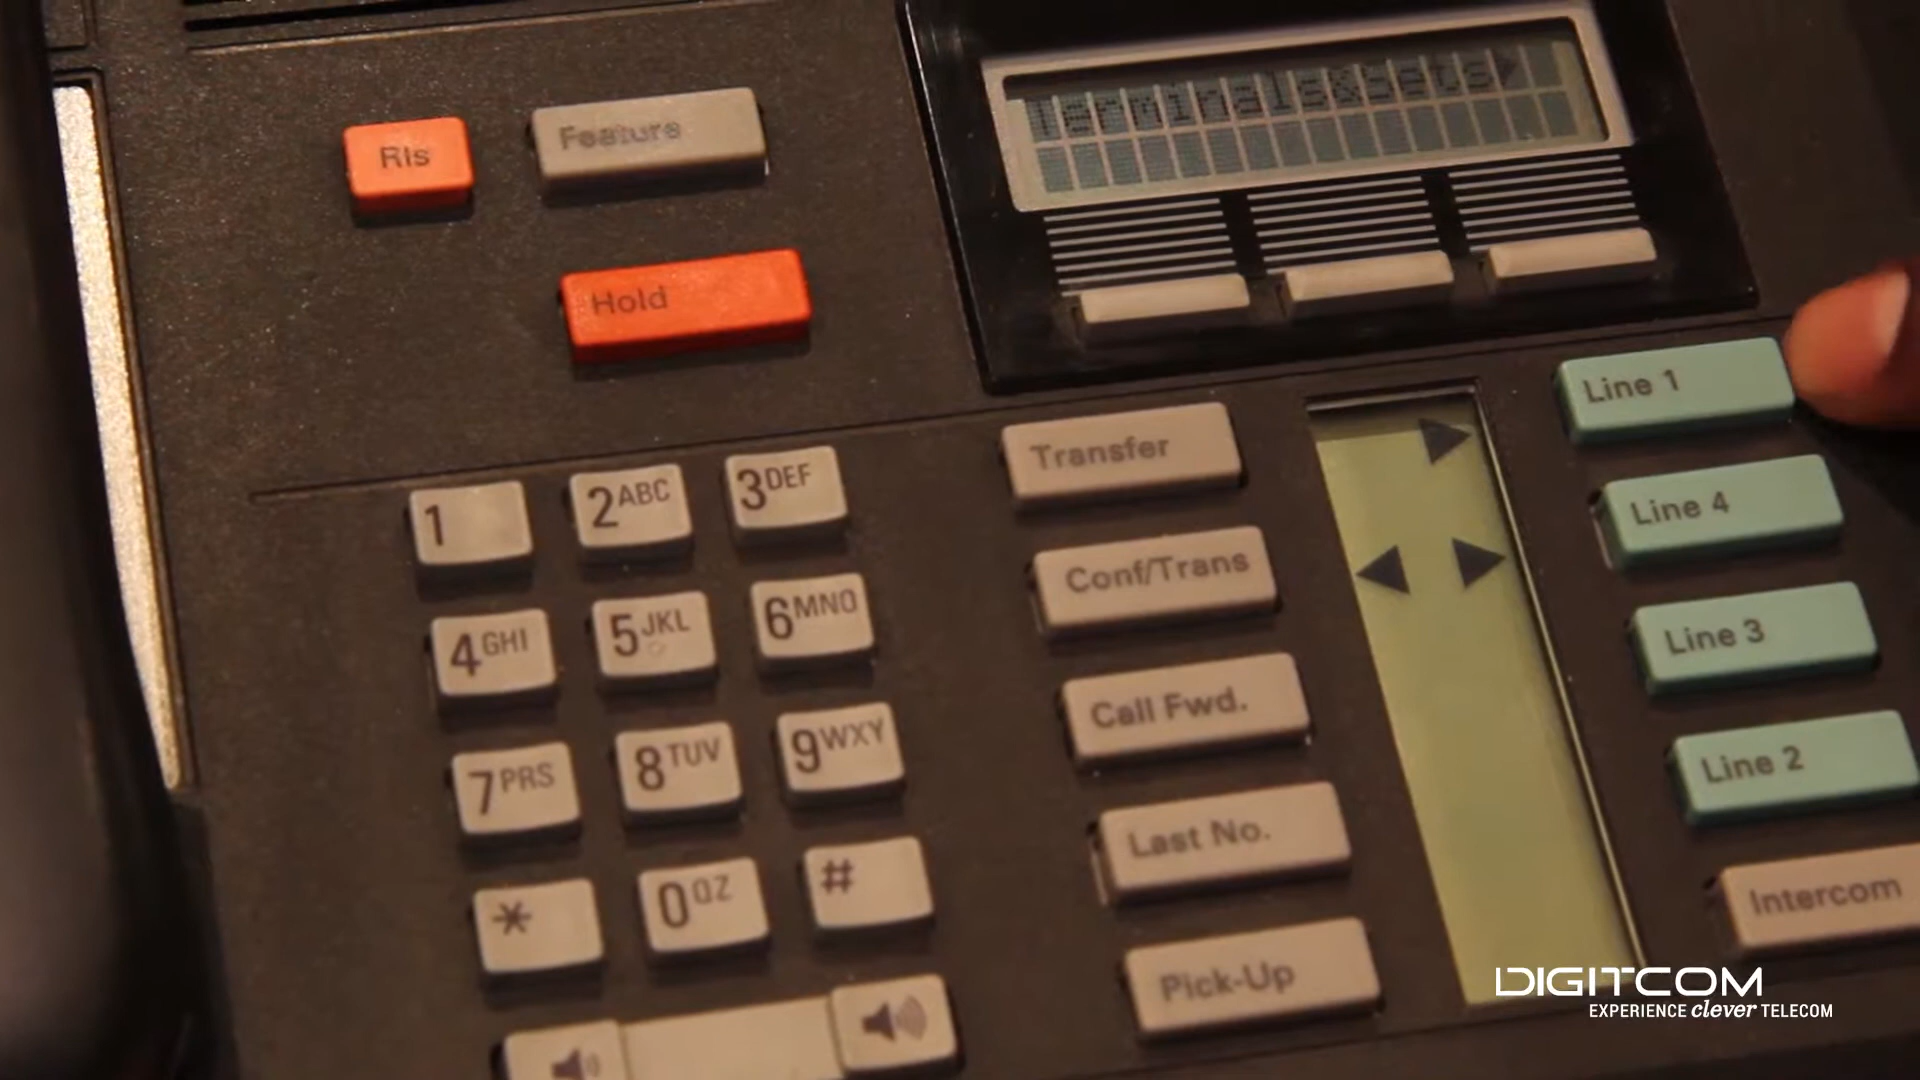 Terminals&Sets
Rls
Feature
Hold
Line 1
Transfer
Line 4
1
2ABC
3DEF
Conf/Trans
Line 3
4GHI
5JKL
6MNO
Call Fwd.
Line 2
7PRS
8TUV
9WXY
Last No.
Intercom
*
0QZ
#
Pick-Up
DIGITCOM
EXPERIENCE clever TELECOM